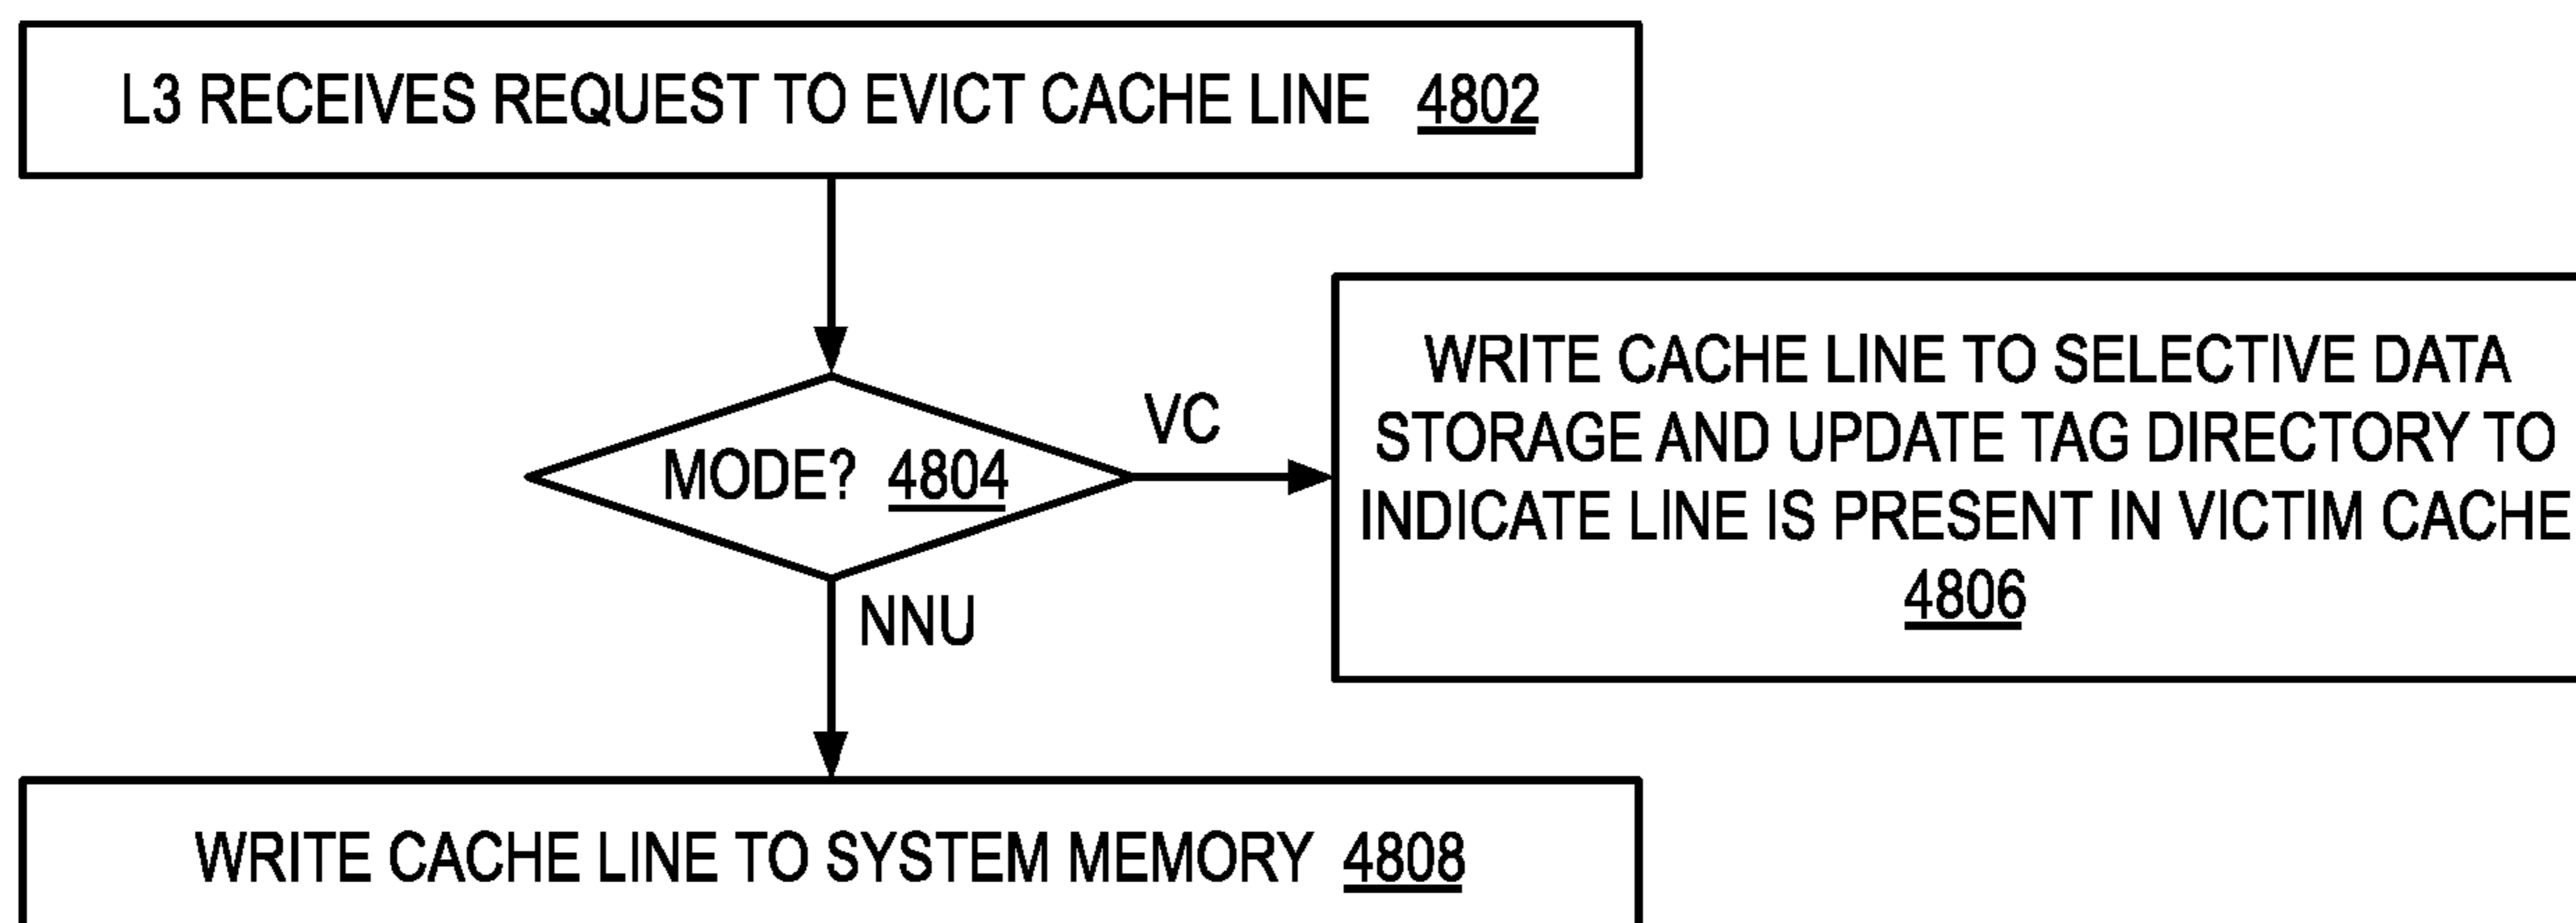 L3 RECEIVES REQUEST TO EVICT CACHE LINE 4802
MODE? 4804
VC
WRITE CACHE LINE TO SELECTIVE DATA
STORAGE AND UPDATE TAG DIRECTORY TO
INDICATE LINE IS PRESENT IN VICTIM CACHE
4806
NNU
WRITE CACHE LINE TO SYSTEM MEMORY 4808